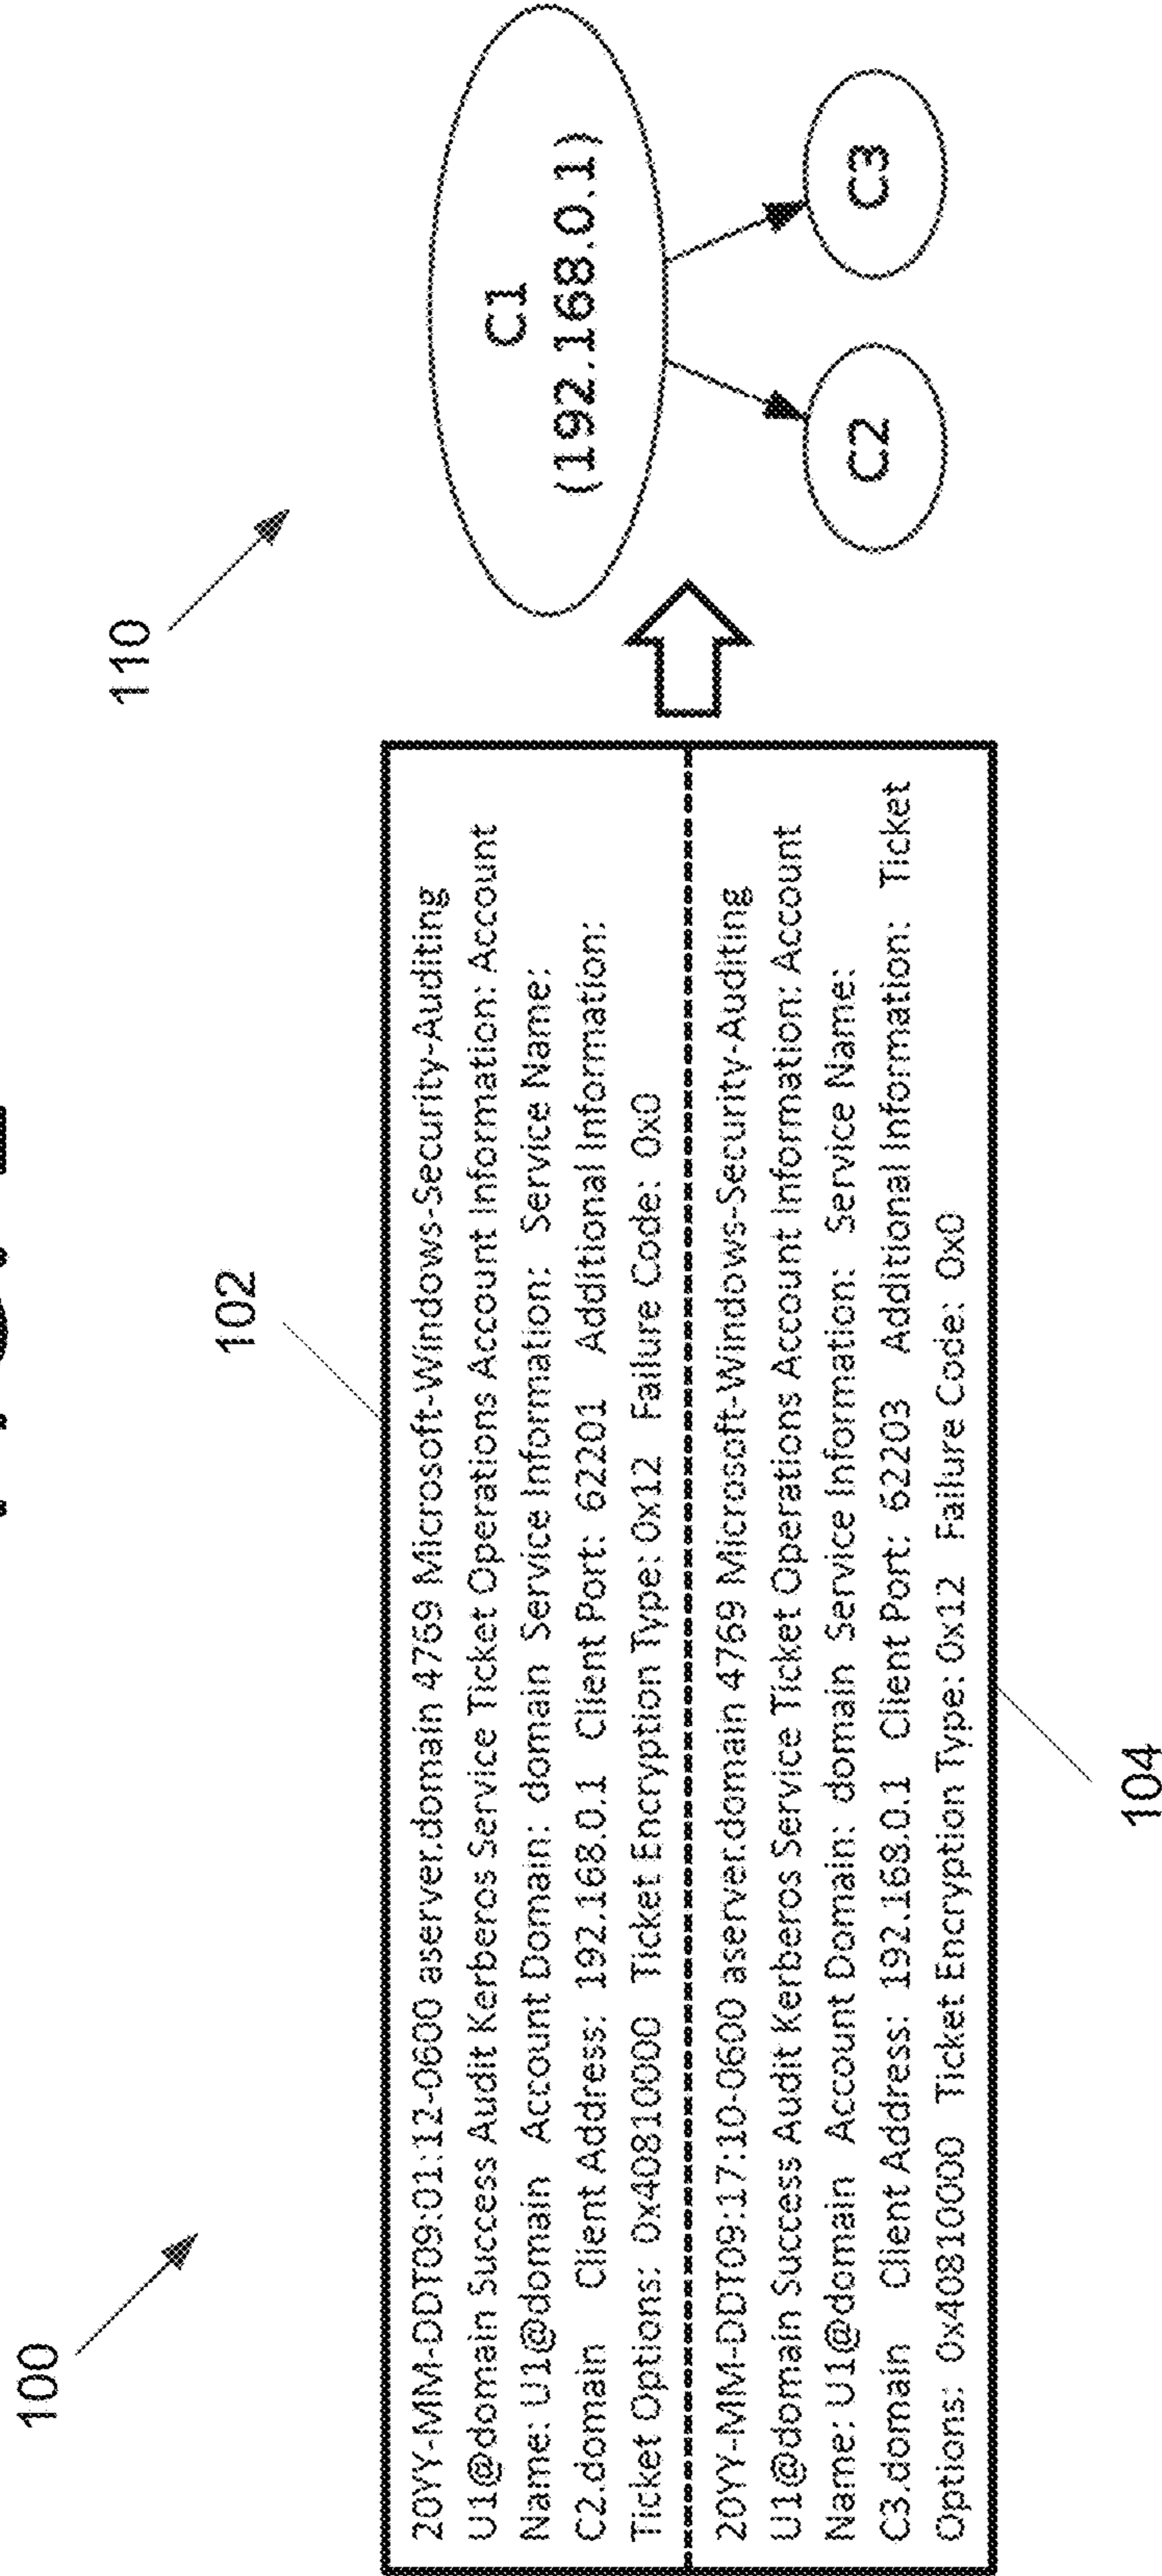 100
102
20YY-MM-DDT09:01:12-0600 aserver.domain 4769 Microsoft-Windows-Security-Auditing
U1@domain Success Audit Kerberos Service Ticket Operations Account Information: Account
Name: U1@domain Account Domain: domain Service Information: Service Name:
C2.domain Client Address: 192.168.0.1 Client Port: 62201 Additional Information:
Ticket Options: 0x40810000 Ticket Encryption Type: 0x12 Failure Code: 0x0
20YY-MM-DDT09:17:10-0600 aserver.domain 4769 Microsoft-Windows-Security-Auditing
U1@domain Success Audit Kerberos Service Ticket Operations Account Information: Account
Name: U1@domain Account Domain: domain Service Information: Service Name:
C3.domain Client Address: 192.168.0.1 Client Port: 62203 Additional Information: Ticket
Options: 0x40810000 Ticket Encryption Type: 0x12 Failure Code: 0x0
104
110
C1
(192.168.0.1)
C2
C3